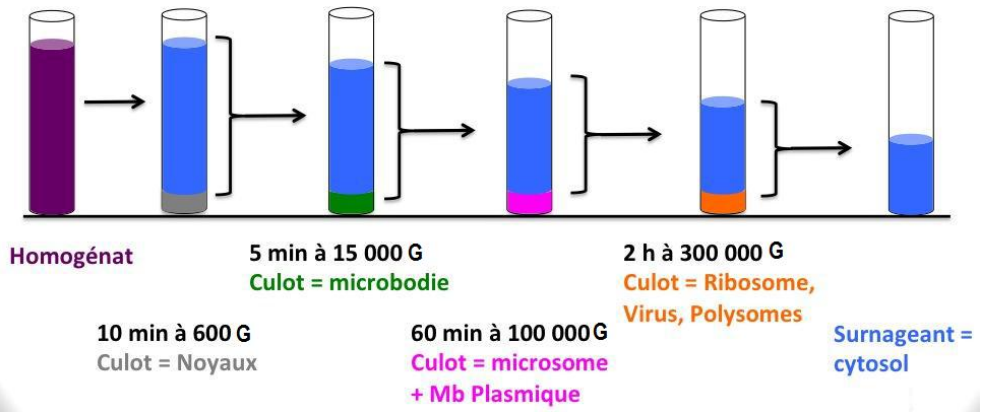 Homogénat
10 min à 600 G
Culot = Noyaux
5 min à 15 000 G
Culot = microbodie
60 min à 100 000 G
Culot = microsome
+ Mb Plasmique
2 h à 300 000 G
Culot = Ribosome,
Virus, Polysomes
Surnageant =
cytosol